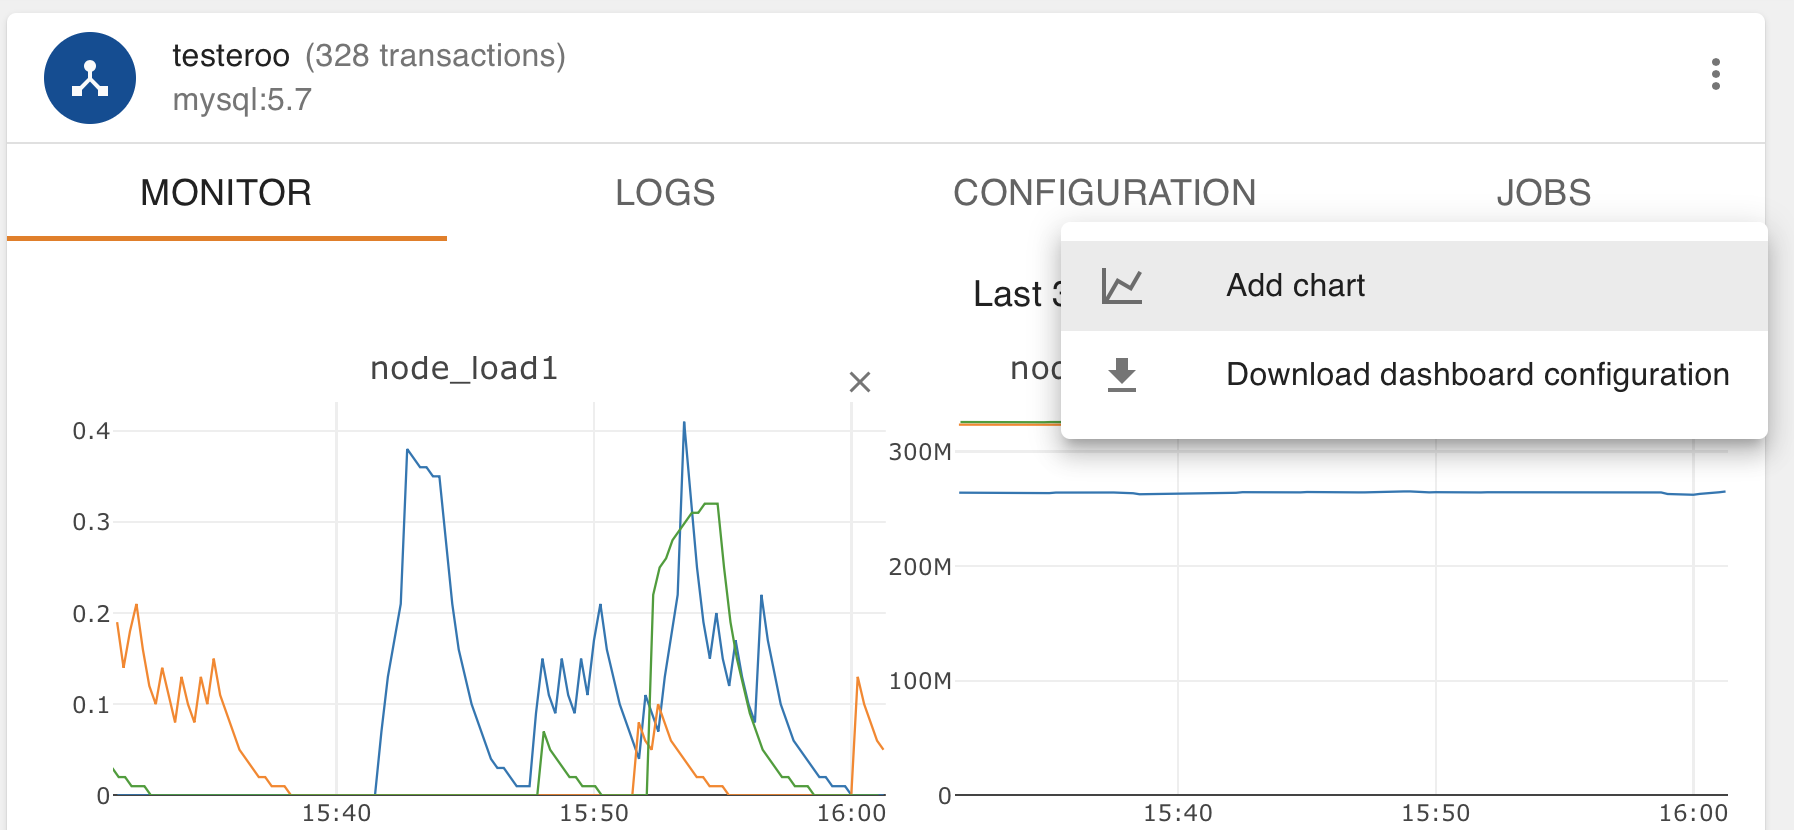 testeroo (328 transactions)
mysql:5.7
MONITOR LOGS CONFIGURATION JOBS
Last
Add chart
Download dashboard configuration
node_load1
0.4
0.3
0.2
0.1
0
15:40 15:50 16:00
300M
200M
100M
0
15:40 15:50 16:00